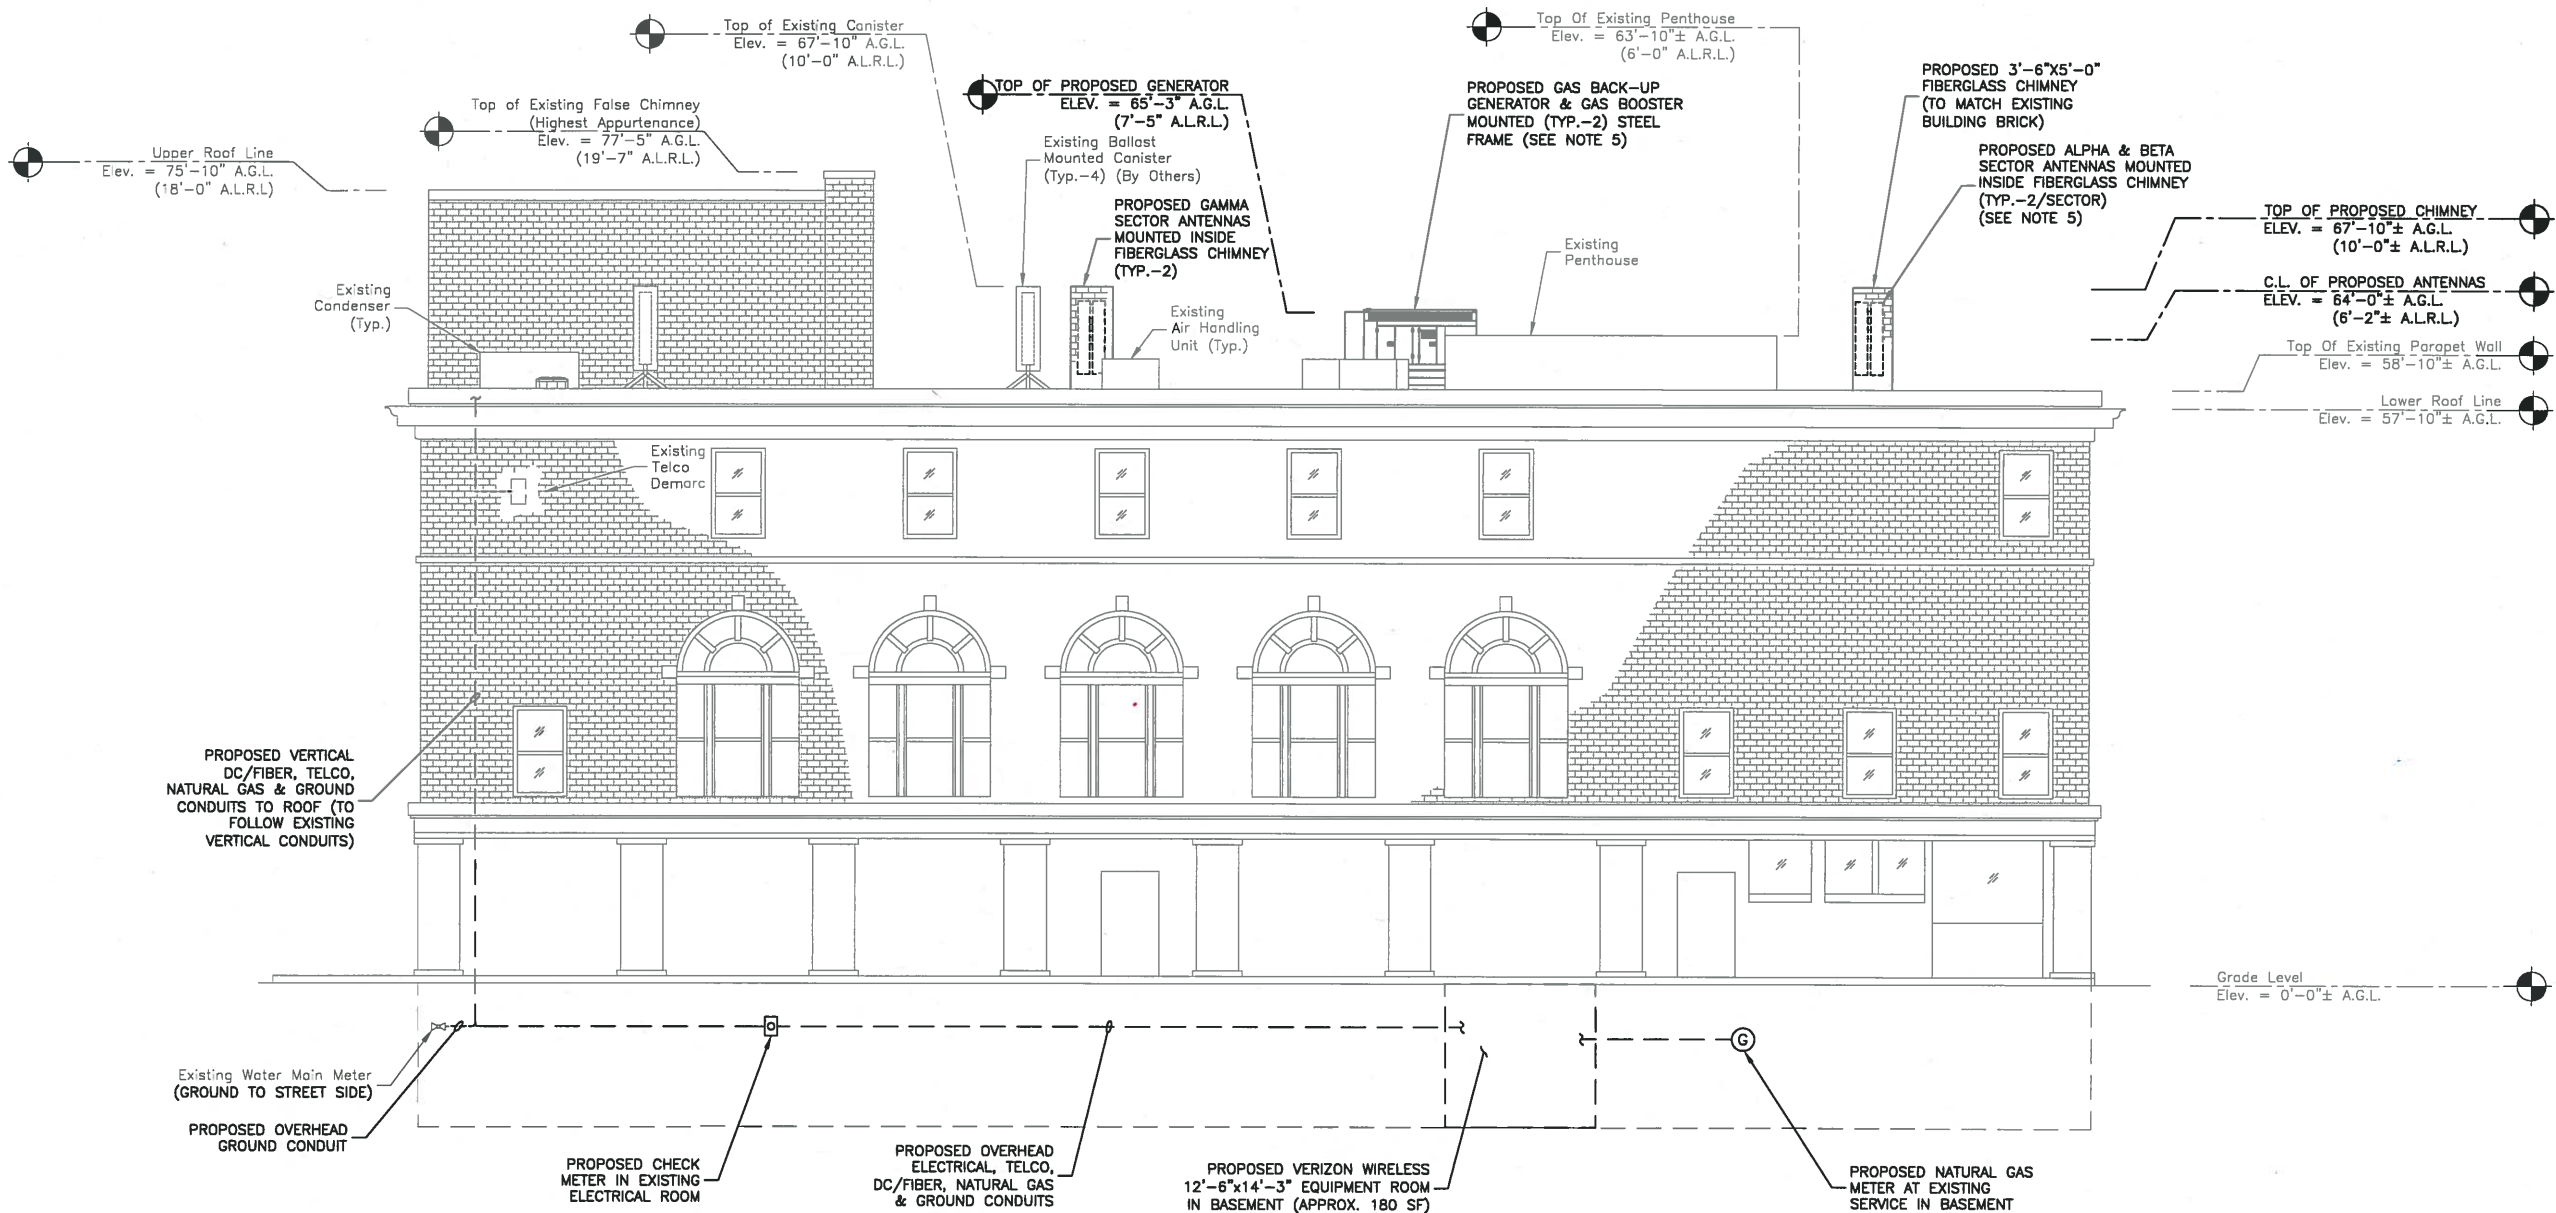 Top of Existing Canister
Elev. = 67'-10" A.G.L.
(10'-0" A.L.R.L.)
Top Of Existing Penthouse
Elev. = 63'-10"± A.G.L.
(6'-0" A.L.R.L.)
TOP OF PROPOSED GENERATOR
ELEV. = 65'-3" A.G.L.
(7'-5" A.L.R.L.)
PROPOSED GAS BACK-UP
GENERATOR & GAS BOOSTER
MOUNTED (TYP.-2) STEEL
FRAME (SEE NOTE 5)
PROPOSED 3'-6"X5'-0"
FIBERGLASS CHIMNEY
(TO MATCH EXISTING
BUILDING BRICK)
Top of Existing False Chimney
(Highest Appurtenance)
Elev. = 77'-5" A.G.L.
(19'-7" A.L.R.L.)
Upper Roof Line
Elev. = 75'-10" A.G.L.
(18'-0" A.L.R.L)
Existing Ballast
Mounted Canister
(Typ.-4) (By Others)
PROPOSED GAMMA
SECTOR ANTENNAS
MOUNTED INSIDE
FIBERGLASS CHIMNEY
(TYP.-2)
PROPOSED ALPHA & BETA
SECTOR ANTENNAS MOUNTED
INSIDE FIBERGLASS CHIMNEY
(TYP.-2/SECTOR)
(SEE NOTE 5)
TOP OF PROPOSED CHIMNEY
ELEV. = 67'-10"± A.G.L.
(10'-0"± A.L.R.L.)
Existing
Penthouse
C.L. OF PROPOSED ANTENNAS
ELEV. = 64'-0"± A.G.L.
(6'-2"± A.L.R.L.)
Existing
Condenser
(Typ.)
Existing
Air Handling
Unit (Typ.)
Top Of Existing Parapet Wall
Elev. = 58'-10"± A.G.L.
Lower Roof Line
Elev. = 57'-10"± A.G.L.
Existing
Telco
Demarc
PROPOSED VERTICAL
DC/FIBER, TELCO,
NATURAL GAS & GROUND
CONDUITS TO ROOF (TO
FOLLOW EXISTING
VERTICAL CONDUITS)
Grade Level
Elev. = 0'-0"± A.G.L.
G
Existing Water Main Meter
(GROUND TO STREET SIDE)
PROPOSED OVERHEAD
GROUND CONDUIT
PROPOSED CHECK
METER IN EXISTING
ELECTRICAL ROOM
PROPOSED OVERHEAD
ELECTRICAL, TELCO,
DC/FIBER, NATURAL GAS
& GROUND CONDUITS
PROPOSED VERIZON WIRELESS
12'-6"x14'-3" EQUIPMENT ROOM
IN BASEMENT (APPROX. 180 SF)
PROPOSED NATURAL GAS
METER AT EXISTING
SERVICE IN BASEMENT